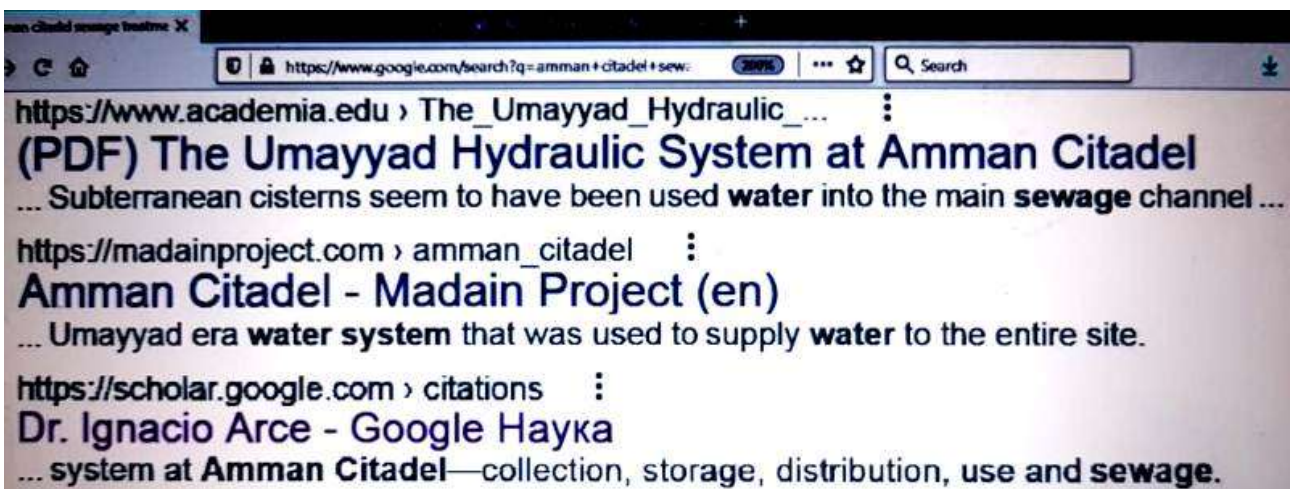 man citadel sewage treatme X
https://www.google.com/search?q=amman+citadel+sew 200% ... Search
https://www.academia.edu › The_Umayyad_Hydraulic_...
(PDF) The Umayyad Hydraulic System at Amman Citadel
... Subterranean cisterns seem to have been used water into the main sewage channel ...
https://madainproject.com › amman_citadel
Amman Citadel - Madain Project (en)
... Umayyad era water system that was used to supply water to the entire site.
https://scholar.google.com › citations
Dr. Ignacio Arce - Google Наука
... system at Amman Citadel—collection, storage, distribution, use and sewage.